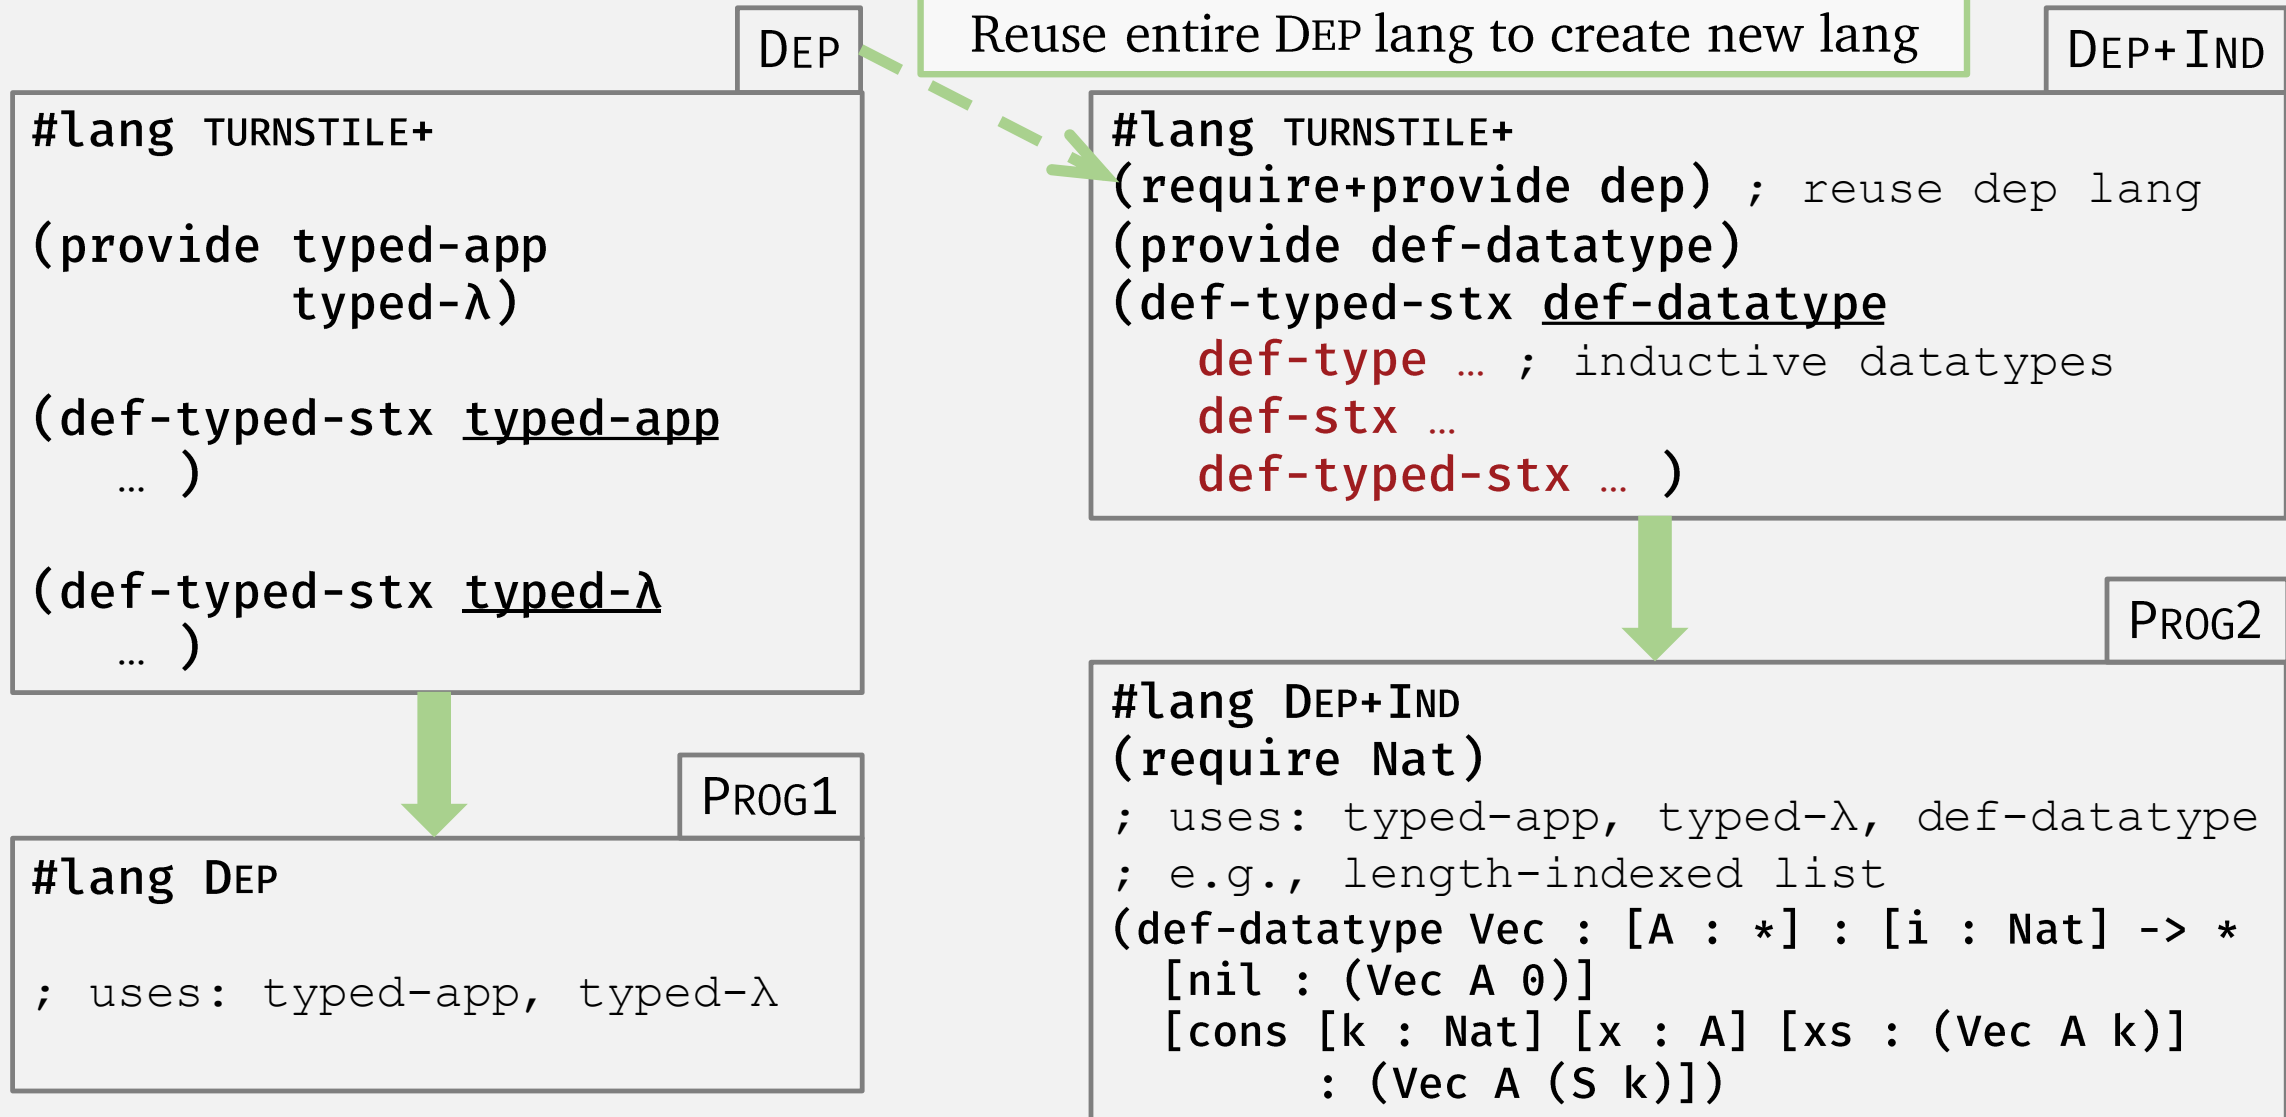 Reuse entire DEP lang to create new lang
DEP
#lang TURNSTILE+
(provide typed-app
typed-λ)
(def-typed-stx typed-app
… )
(def-typed-stx typed-λ
… )
PROG1
#lang DEP
; uses: typed-app, typed-λ
DEP+IND
#lang TURNSTILE+
(require+provide dep) ; reuse dep lang
(provide def-datatype)
(def-typed-stx def-datatype
def-type … ; inductive datatypes
def-stx …
def-typed-stx … )
PROG2
#lang DEP+IND
(require Nat)
; uses: typed-app, typed-λ, def-datatype
; e.g., length-indexed list
(def-datatype Vec : [A : *] : [i : Nat] -> *
[nil : (Vec A 0)]
[cons [k : Nat] [x : A] [xs : (Vec A k)]
: (Vec A (S k)])